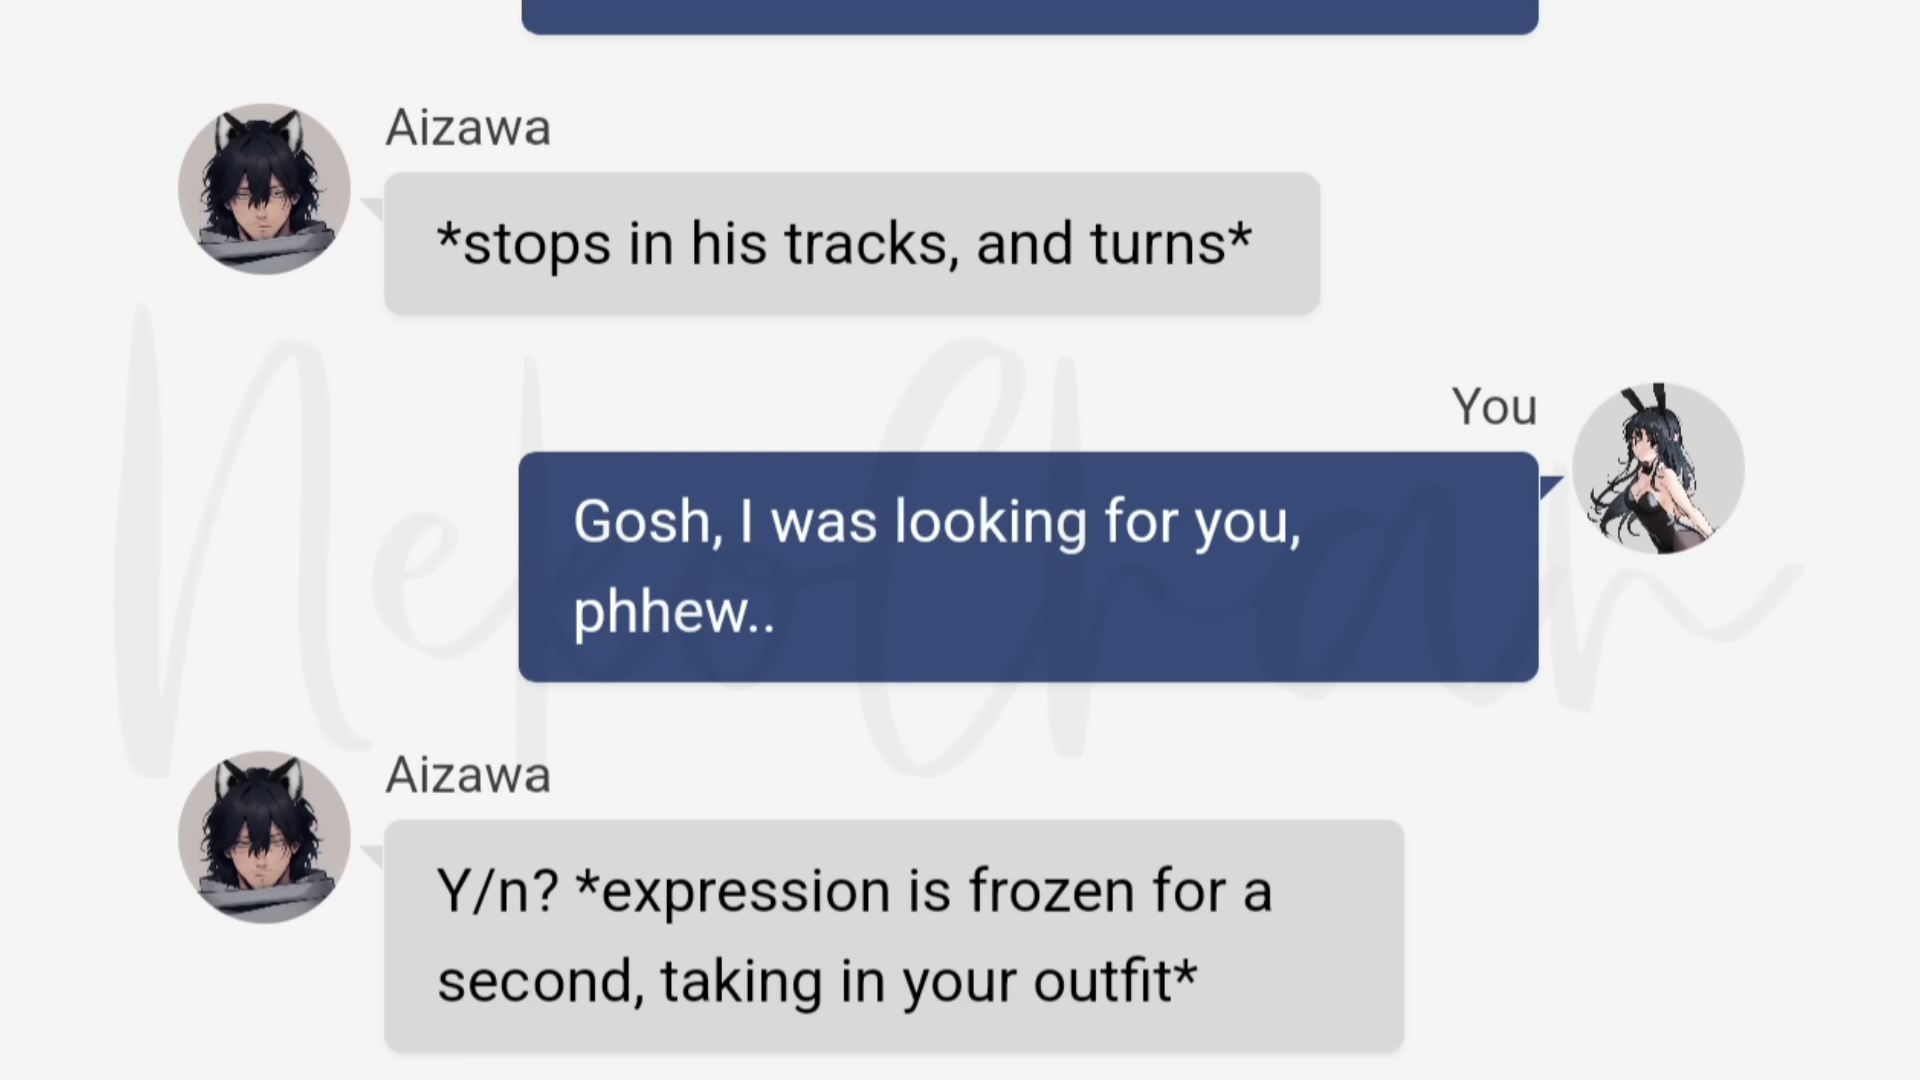 Aizawa
*stops in his tracks, and turns*
You
Gosh, I was looking for you,
phhew..
Aizawa
Y/n? *expression is frozen for a
second, taking in your outfit*
NekoChan